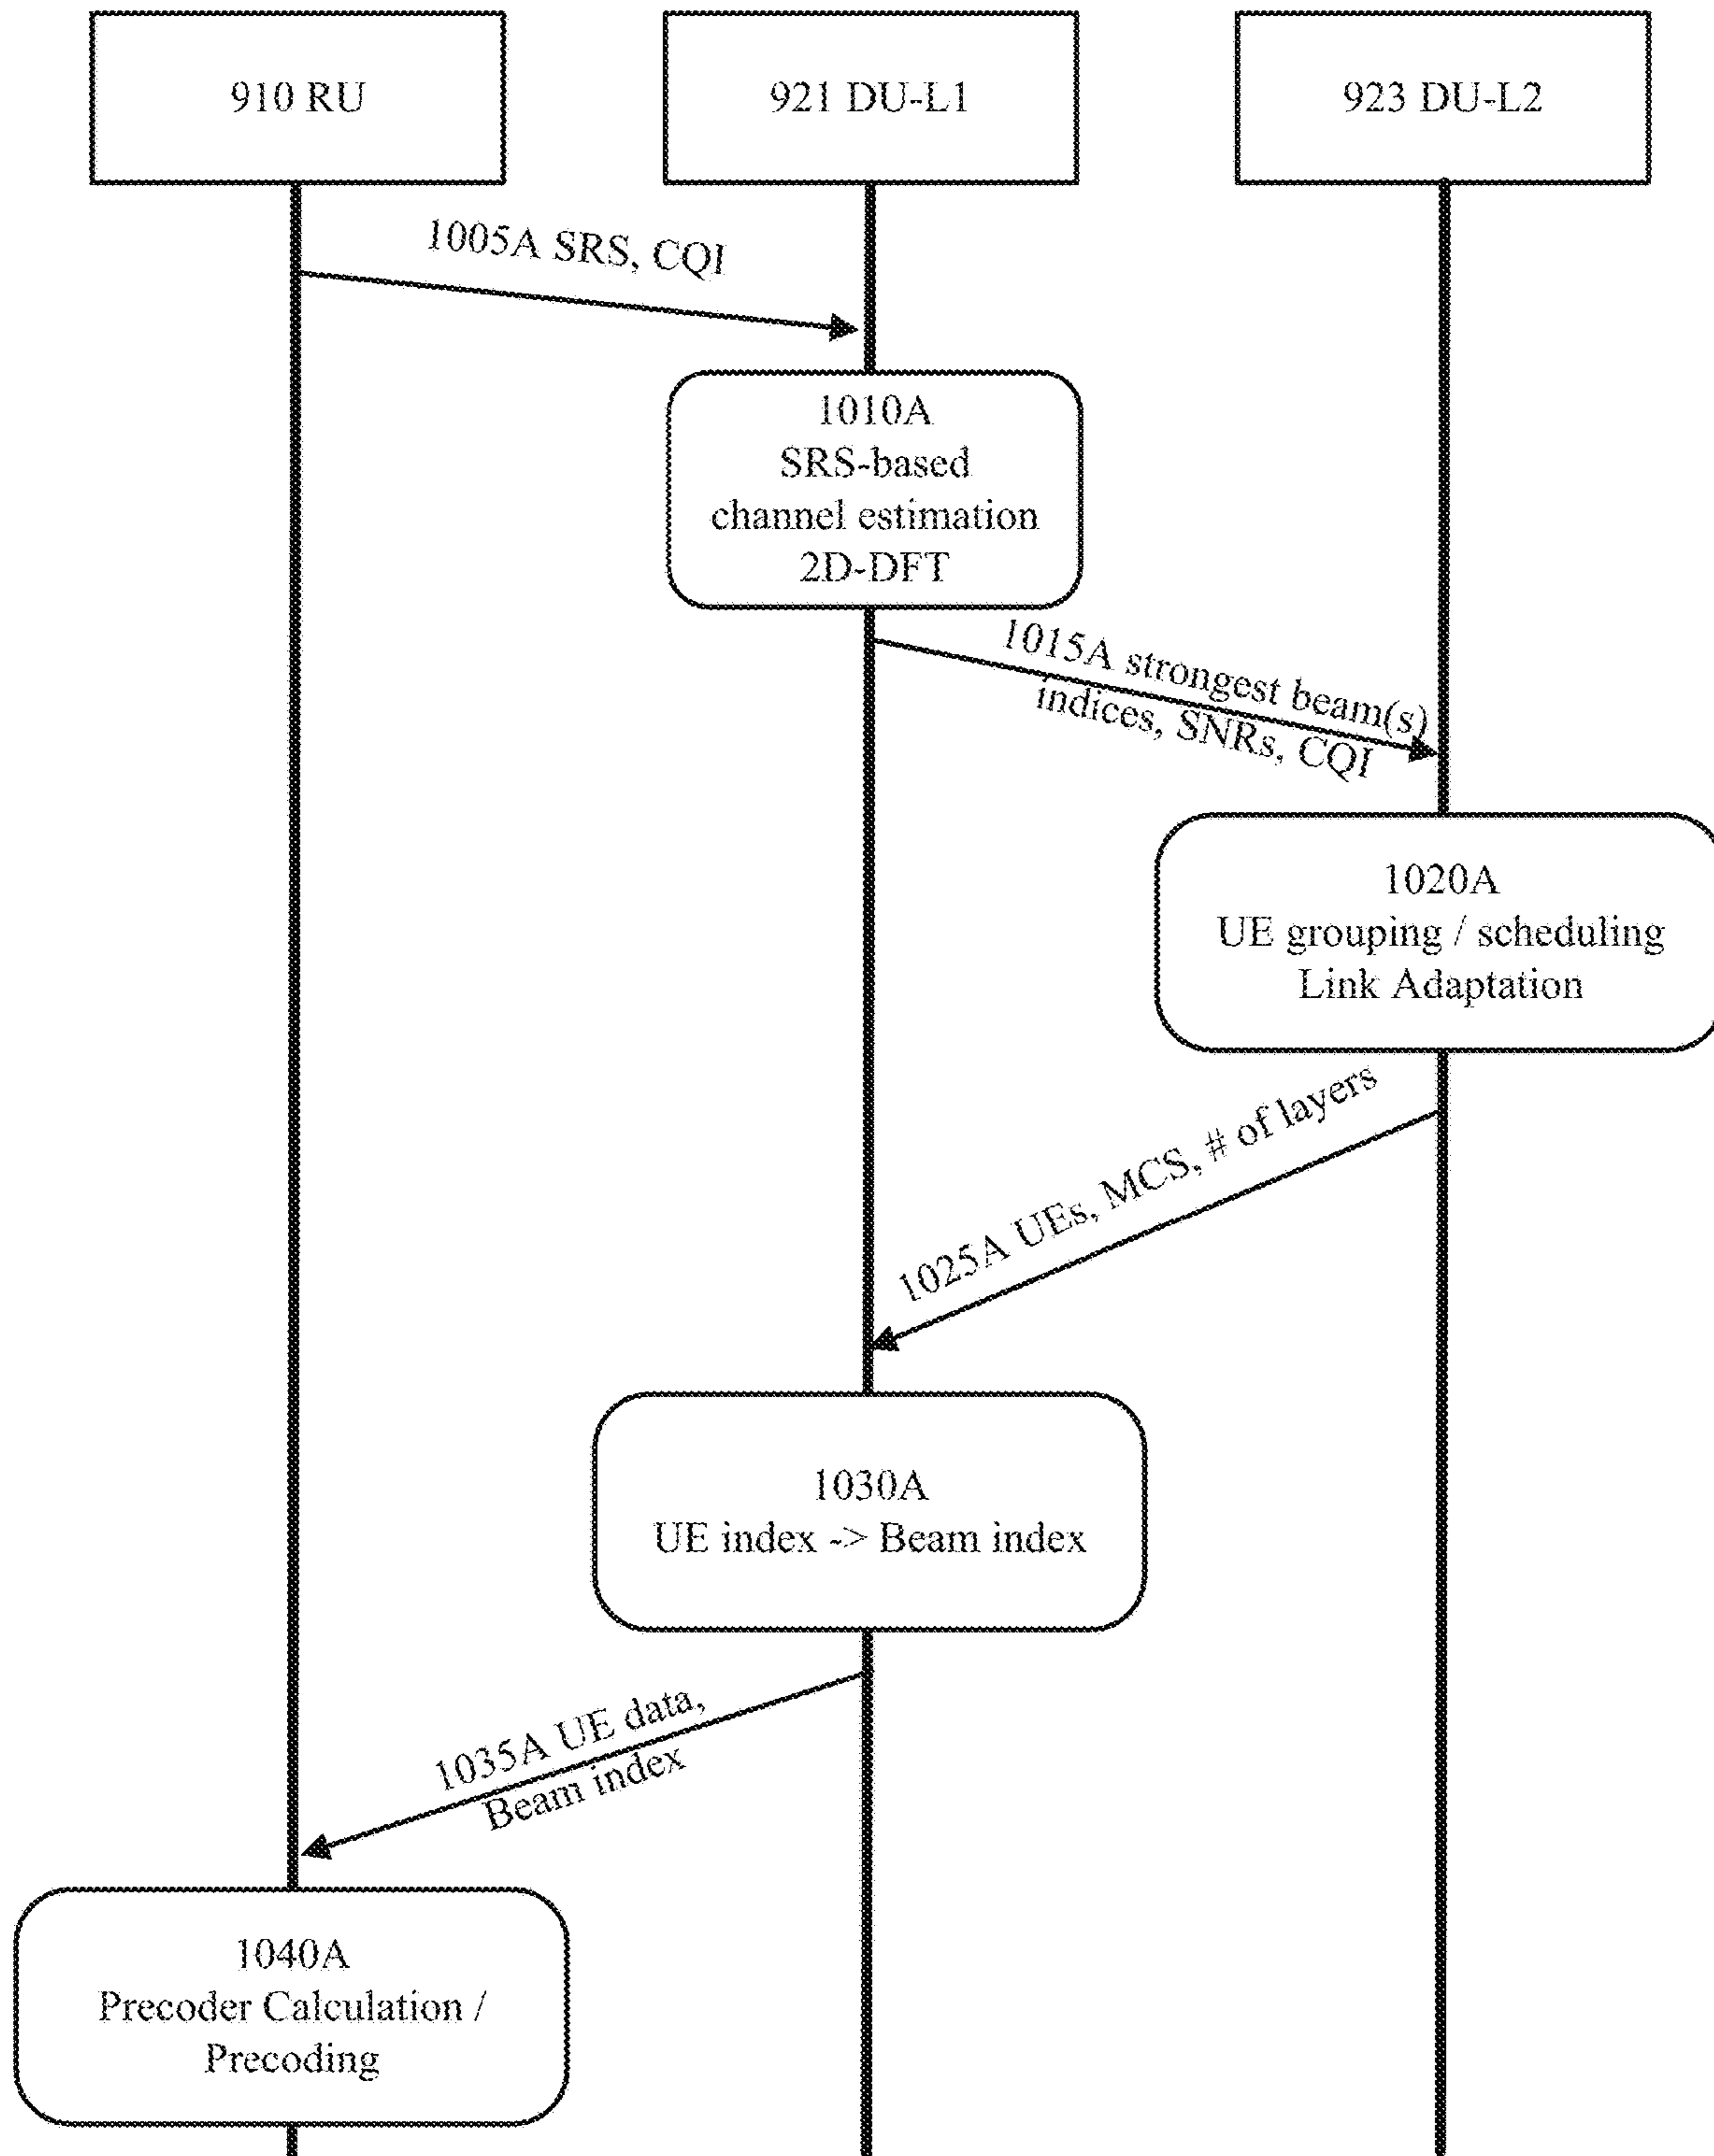 910 RU
921 DU-L1
923 DU-L2
1005A SRS, CQI
1010A
SRS-based
channel estimation
2D-DFT
1015A strongest beam(s)
indices, SNRs, CQI
1020A
UE grouping / scheduling
Link Adaptation
1025A UEs, MCS, # of layers
1030A
UE index -> Beam index
1035A UE data,
Beam index
1040A
Precoder Calculation /
Precoding